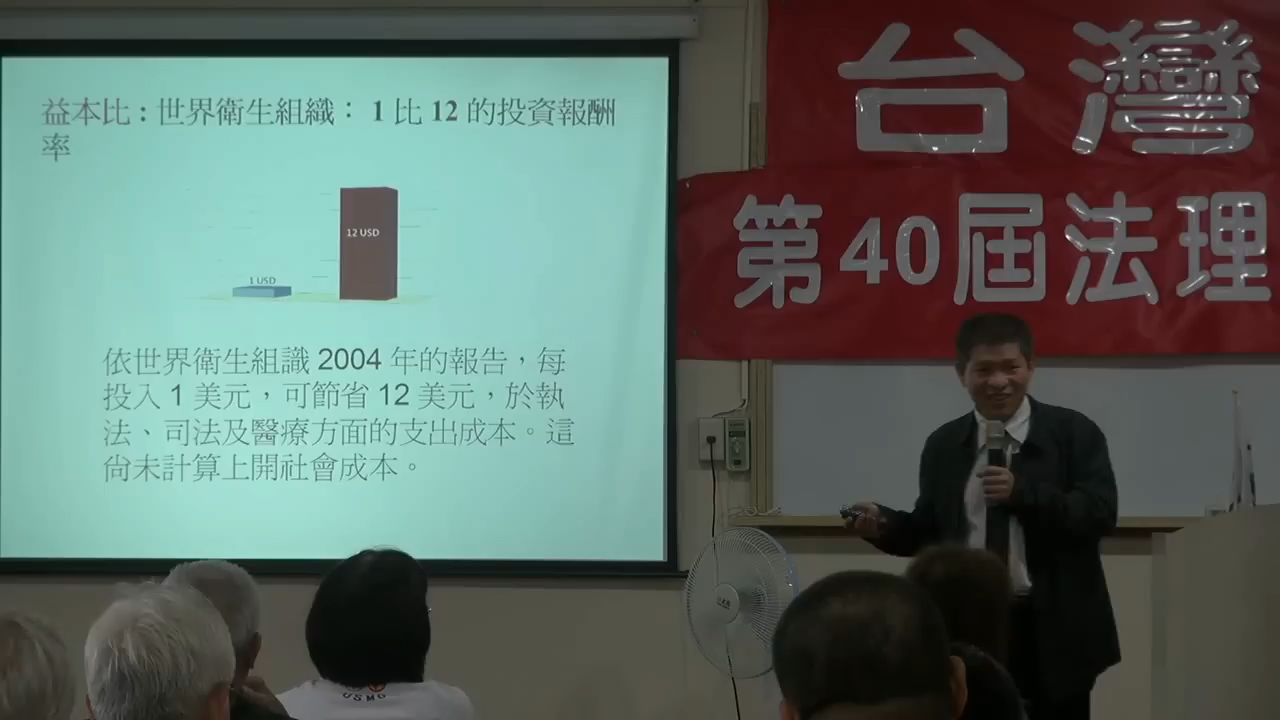 益本比：世界衛生組織： 1 比 12 的投資報酬
率
12 USD
1 USD
依世界衛生組識 2004 年的報告，每
投入 1 美元，可節省 12 美元，於執
法、司法及醫療方面的支出成本。這
尚未計算上開社會成本。
台灣
第40屆法理
USMC